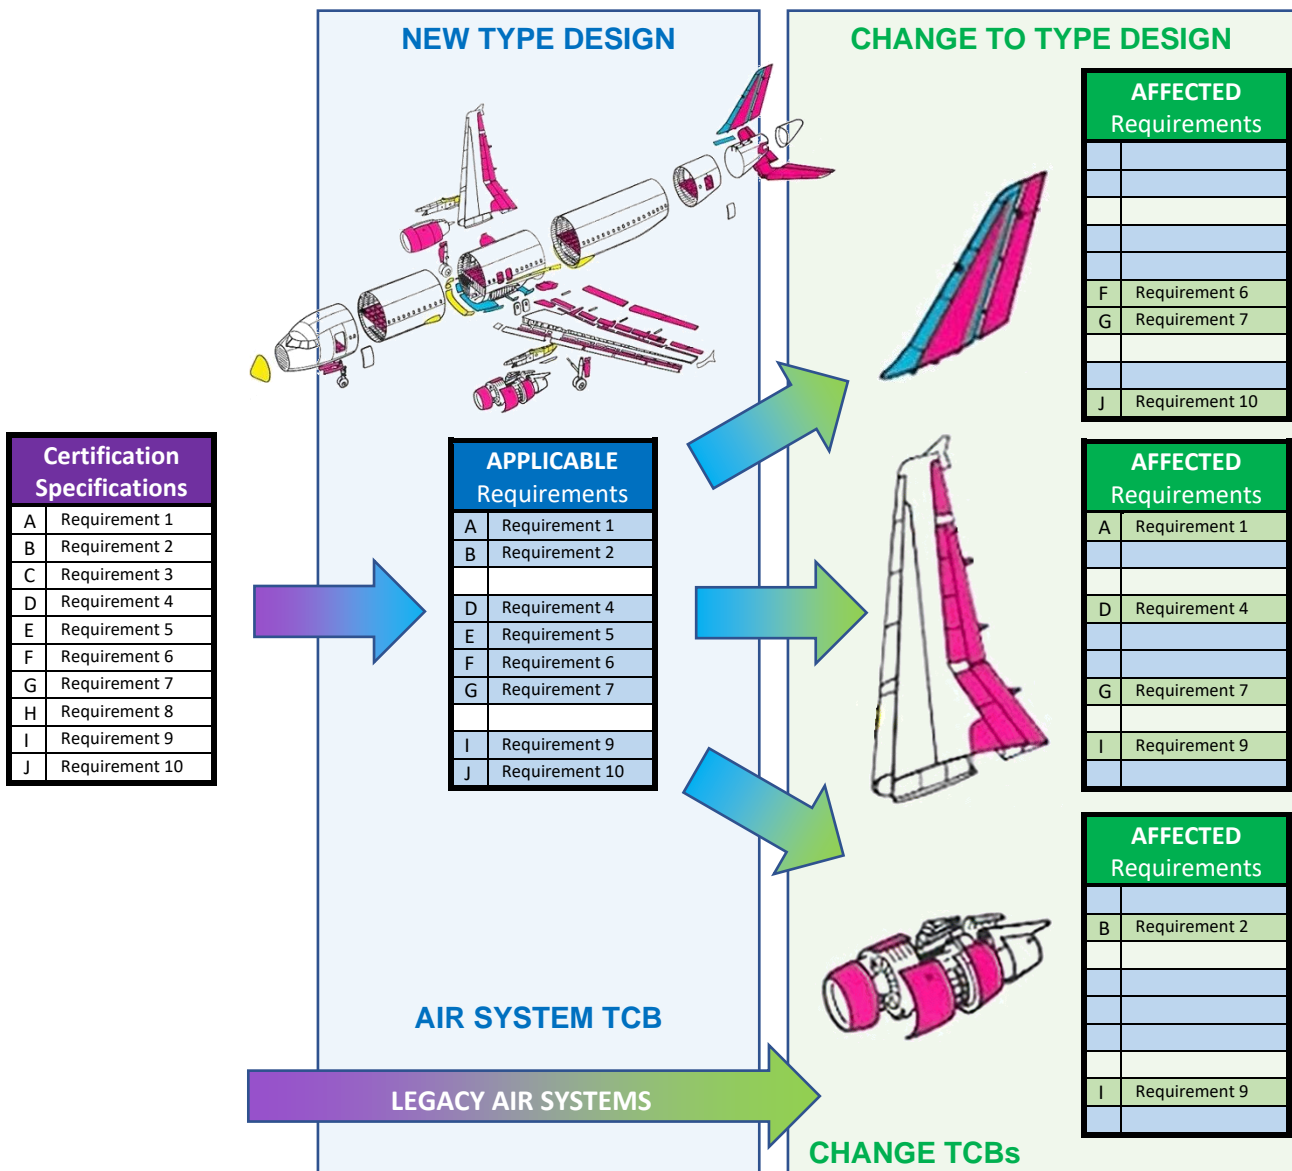 NEW TYPE DESIGN
CHANGE TO TYPE DESIGN
Certification
Specifications
A Requirement 1
B Requirement 2
C Requirement 3
D Requirement 4
E Requirement 5
F Requirement 6
G Requirement 7
H Requirement 8
I Requirement 9
J Requirement 10
APPLICABLE
Requirements
A Requirement 1
B Requirement 2
D Requirement 4
E Requirement 5
F Requirement 6
G Requirement 7
I Requirement 9
J Requirement 10
AFFECTED
Requirements
F Requirement 6
G Requirement 7
J Requirement 10
AFFECTED
Requirements
A Requirement 1
D Requirement 4
G Requirement 7
I Requirement 9
AFFECTED
Requirements
B Requirement 2
I Requirement 9
AIR SYSTEM TCB
LEGACY AIR SYSTEMS
CHANGE TCBs